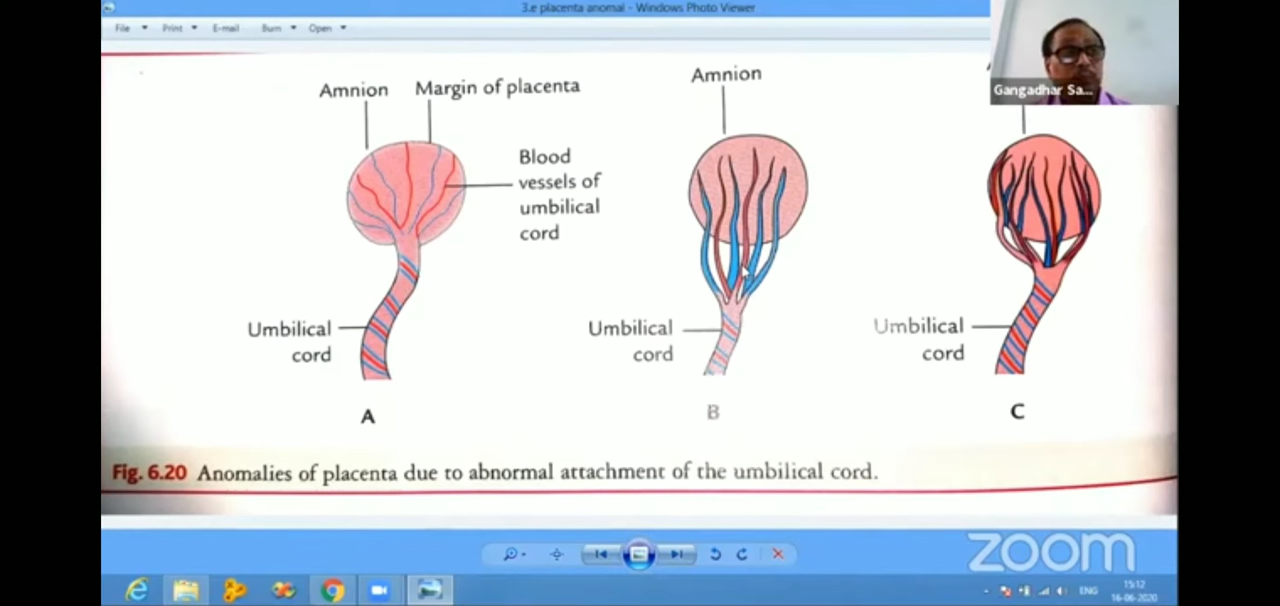 3.e placenta anomal - Windows Photo Viewer
File Print E-mail Burn Open
Gangadhar Sa...
Amnion
Margin of placenta
Blood
vessels of
umbilical
cord
Umbilical
cord
A
Amnion
Umbilical
cord
B
Umbilical
cord
C
Fig. 6.20 Anomalies of placenta due to abnormal attachment of the umbilical cord.
zoom
ENG
15:12
16-06-2020